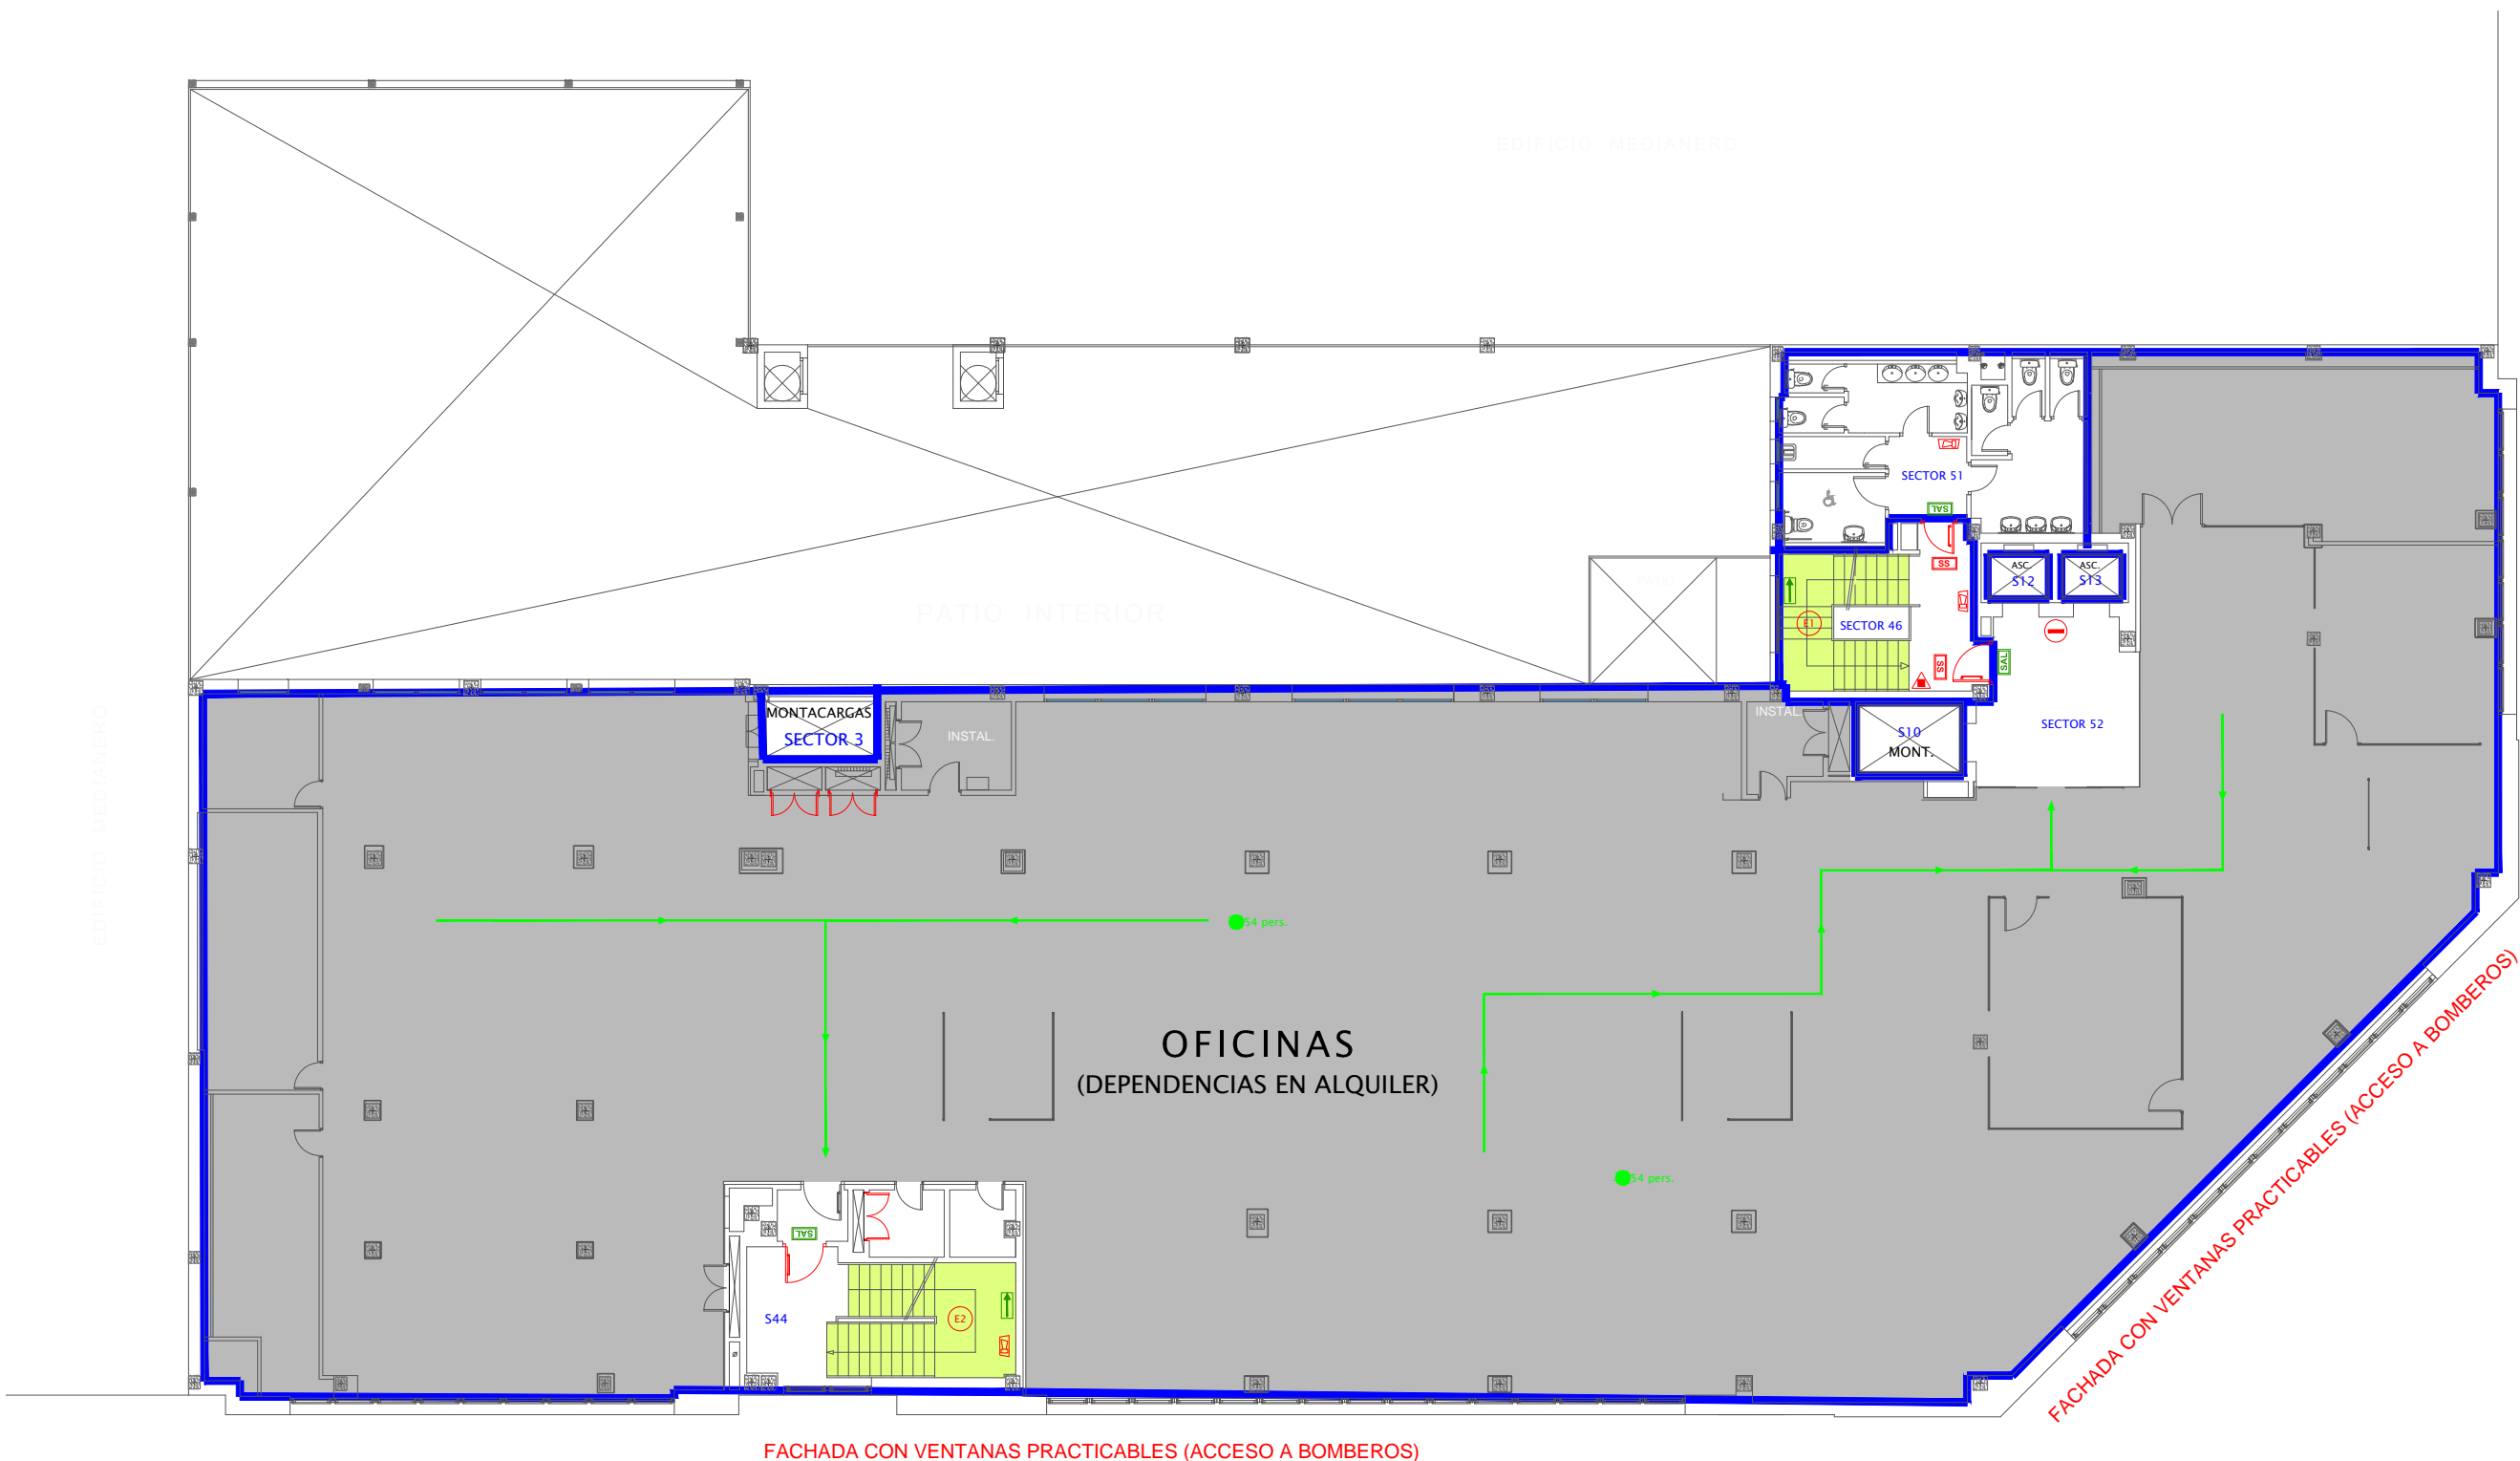 EDIFICIO MEDIANERO
SECTOR 51
SAL
SS
ASC.
S12
ASC.
S13
PATIO INTERIOR
E1
SECTOR 46
SS
SAL
EDIFICIO MEDIANERO
MONTACARGAS
SECTOR 3
INSTAL.
INSTAL.
S10
MONT.
SECTOR 52
54 pers.
OFICINAS
(DEPENDENCIAS EN ALQUILER)
54 pers.
SAL
S44
E2
FACHADA CON VENTANAS PRACTICABLES (ACCESO A BOMBEROS)
FACHADA CON VENTANAS PRACTICABLES (ACCESO A BOMBEROS)